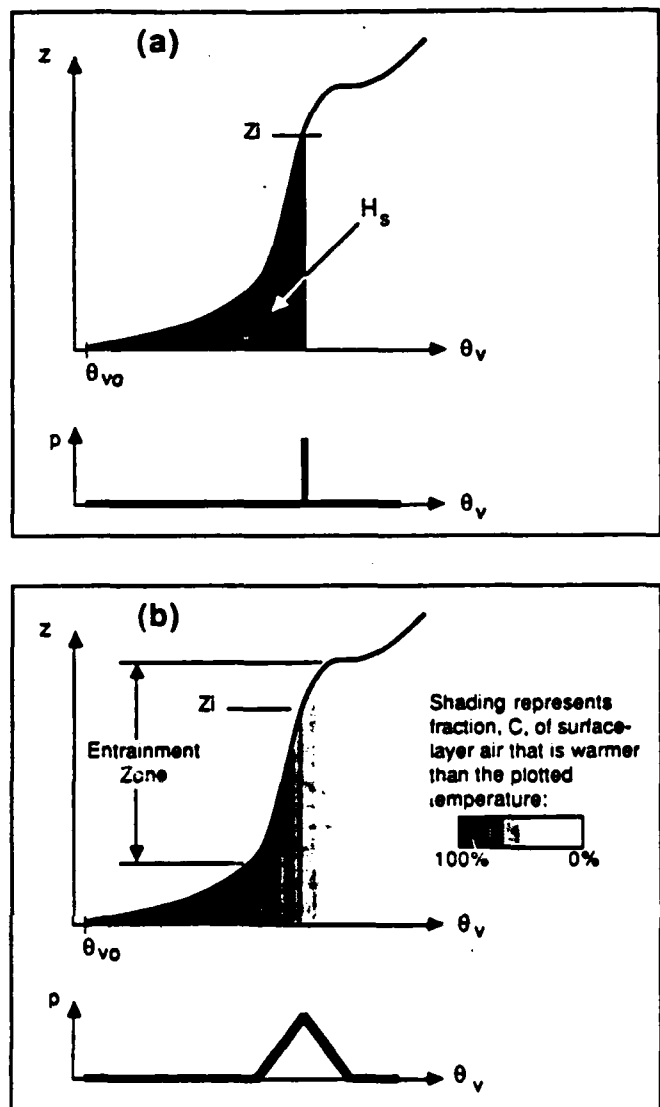 (a)
z
Zi
Hs
θv
θvo
p
θv
(b)
z
Zi
Entrainment
Zone
Shading represents
fraction, C, of surface-
layer air that is warmer
than the plotted
temperature:
100% 0%
θv
θvo
p
θv